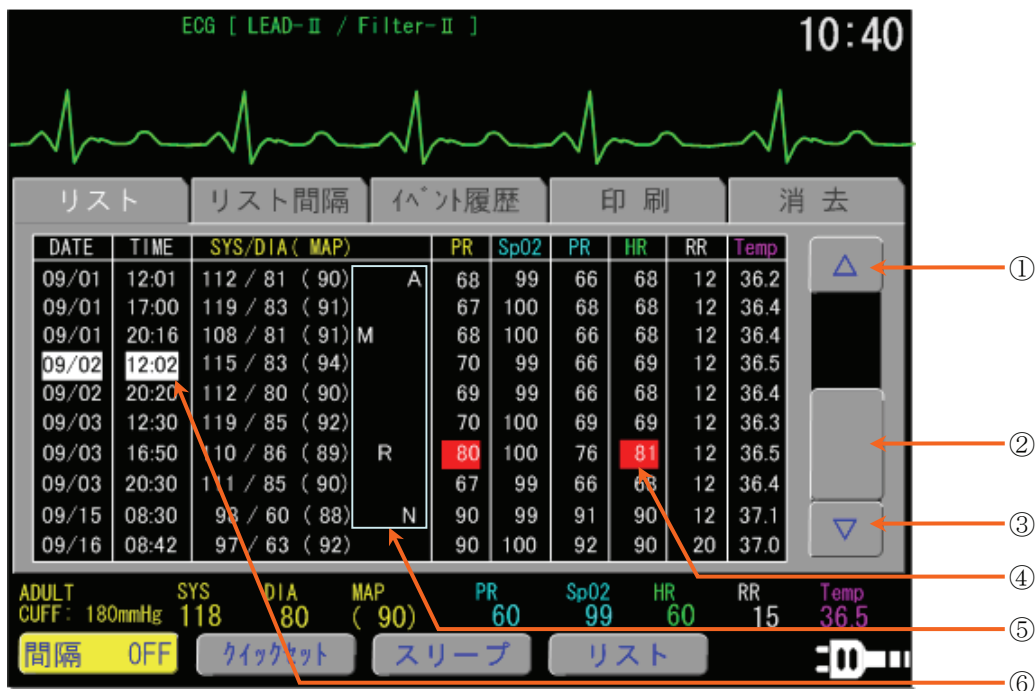 ECG [ LEAD-Ⅱ / Filter-Ⅱ ]
10:40
リスト リスト間隔 イベント履歴 印刷 消去
DATE TIME SYS/DIA( MAP) PR SpO2 PR HR RR Temp
09/01 12:01 112 / 81 ( 90) A 68 99 66 68 12 36.2
①
09/01 17:00 119 / 83 ( 91) 67 100 68 68 12 36.4
09/01 20:16 108 / 81 ( 91) M 68 100 66 68 12 36.4
09/02 12:02 115 / 83 ( 94) 70 99 66 69 12 36.5
09/02 20:20 112 / 80 ( 90) 69 99 66 68 12 36.4
09/03 12:30 119 / 85 ( 92) 70 100 69 69 12 36.3
09/03 16:50 110 / 86 ( 89) R 80 100 76 81 12 36.5
②
09/03 20:30 111 / 85 ( 90) 67 99 66 68 12 36.4
09/15 08:30 98 / 60 ( 88) N 90 99 91 90 12 37.1
③
09/16 08:42 97 / 63 ( 92) 90 100 92 90 20 37.0
④
ADULT SYS DIA MAP PR SpO2 HR RR Temp
CUFF: 180mmHg 118 80 ( 90) 60 99 60 15 36.5
⑤
間隔 OFF クイックセット スリープ リスト
⑥